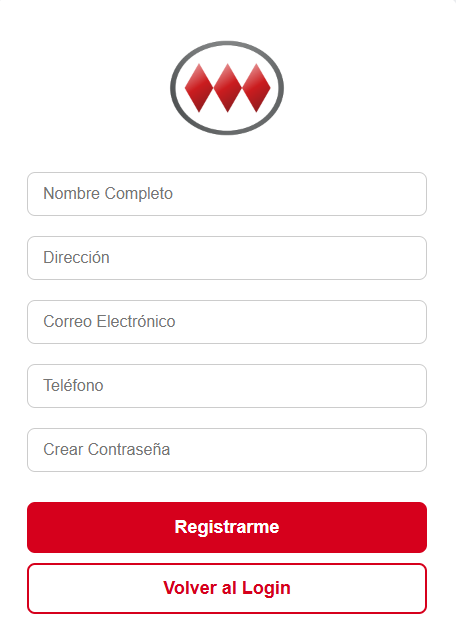 Nombre Completo
Dirección
Correo Electrónico
Teléfono
Crear Contraseña
Registrarme
Volver al Login